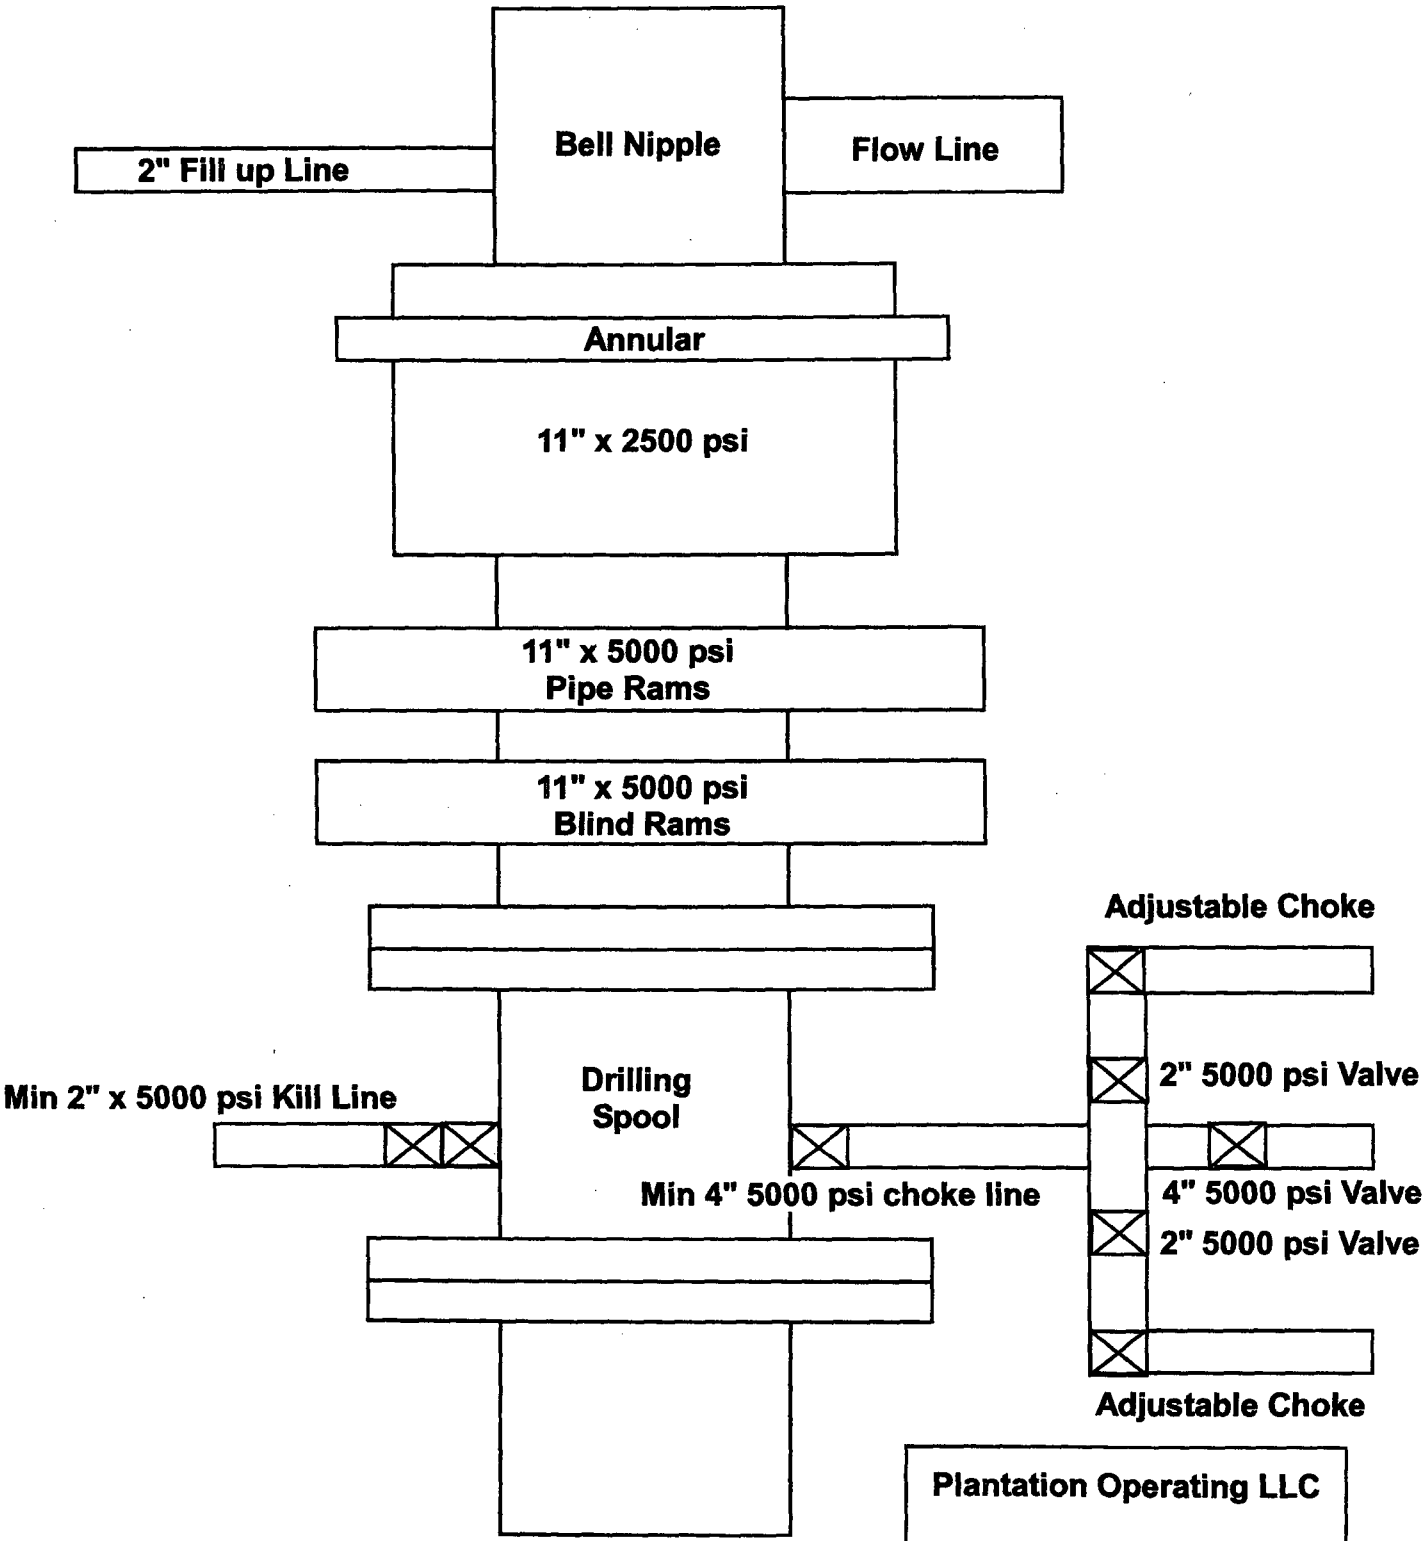 Bell Nipple
Flow Line
2" Fill up Line
Annular
11" x 2500 psi
11" x 5000 psi
Pipe Rams
11" x 5000 psi
Blind Rams
Adjustable Choke
Drilling
Spool
2" 5000 psi Valve
Min 2" x 5000 psi Kill Line
Min 4" 5000 psi choke line
4" 5000 psi Valve
2" 5000 psi Valve
Adjustable Choke
Plantation Operating LLC